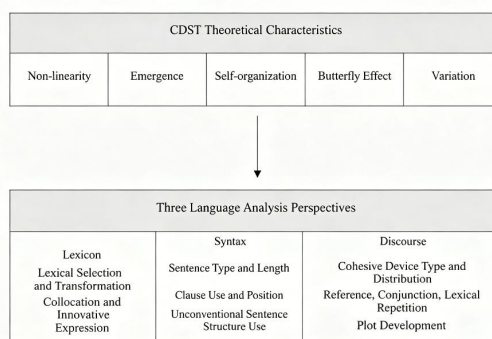 CDST Theoretical Characteristics
Non-linearity
Emergence
Self-organization
Butterfly Effect
Variation
Three Language Analysis Perspectives
Lexicon
Lexical Selection
and Transformation
Collocation and
Innovative
Expression
Syntax
Sentence Type and Length
Clause Use and Position
Unconventional Sentence
Structure Use
Discourse
Cohesive Device Type and
Distribution
Reference, Conjunction, Lexical
Repetition
Plot Development